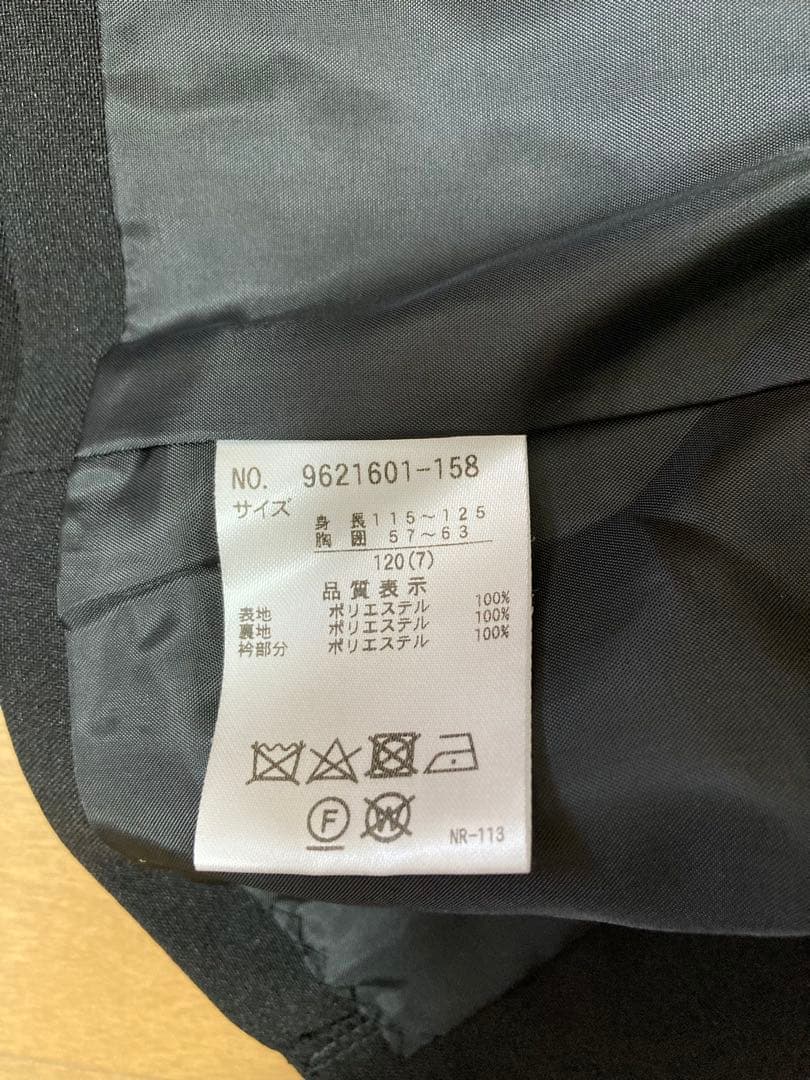 NO. 9621601-158
サイズ
身長115～125
胸囲 57～63
120(7)
品質表示
表地 ポリエステル 100%
裏地 ポリエステル 100%
衿部分 ポリエステル 100%
F W
NR-113